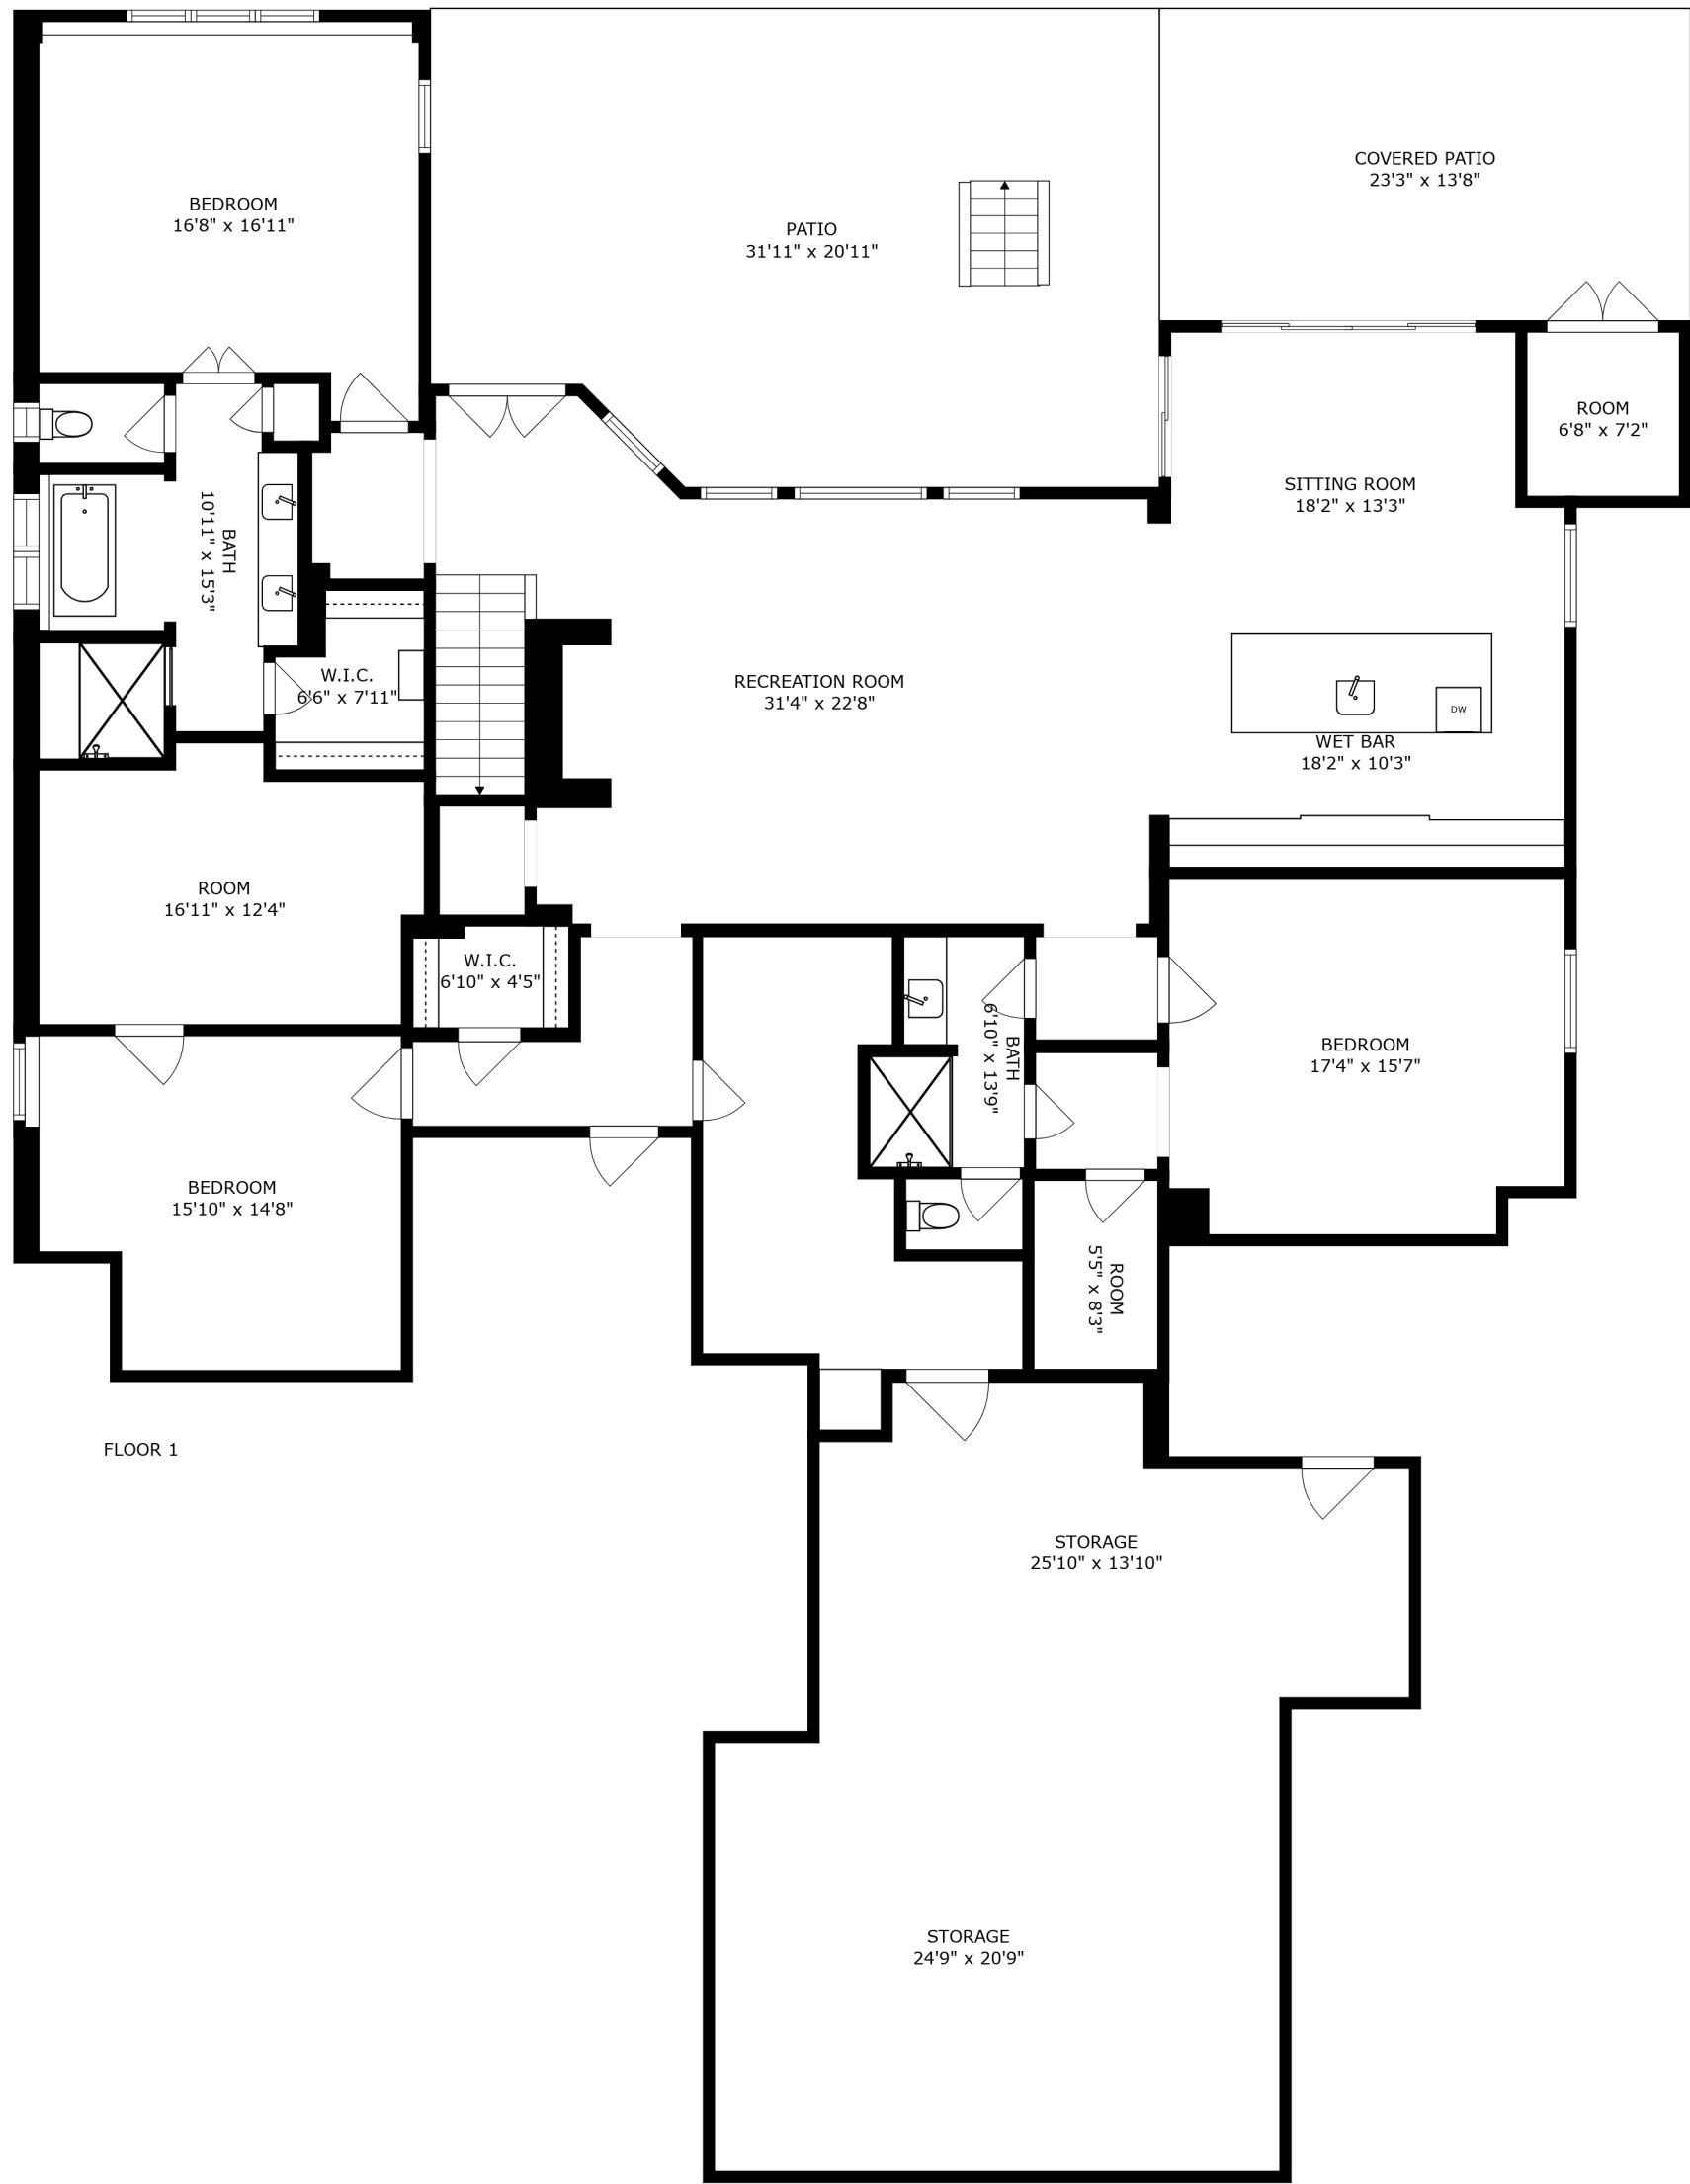 COVERED PATIO
23'3" x 13'8"
BEDROOM
16'8" x 16'11"
PATIO
31'11" x 20'11"
ROOM
6'8" x 7'2"
SITTING ROOM
18'2" x 13'3"
BATH
10'11" x 15'3"
W.I.C.
6'6" x 7'11"
RECREATION ROOM
31'4" x 22'8"
DW
WET BAR
18'2" x 10'3"
ROOM
16'11" x 12'4"
W.I.C.
6'10" x 4'5"
BATH
6'10" x 13'9"
BEDROOM
17'4" x 15'7"
BEDROOM
15'10" x 14'8"
ROOM
5'5" x 8'3"
FLOOR 1
STORAGE
25'10" x 13'10"
STORAGE
24'9" x 20'9"